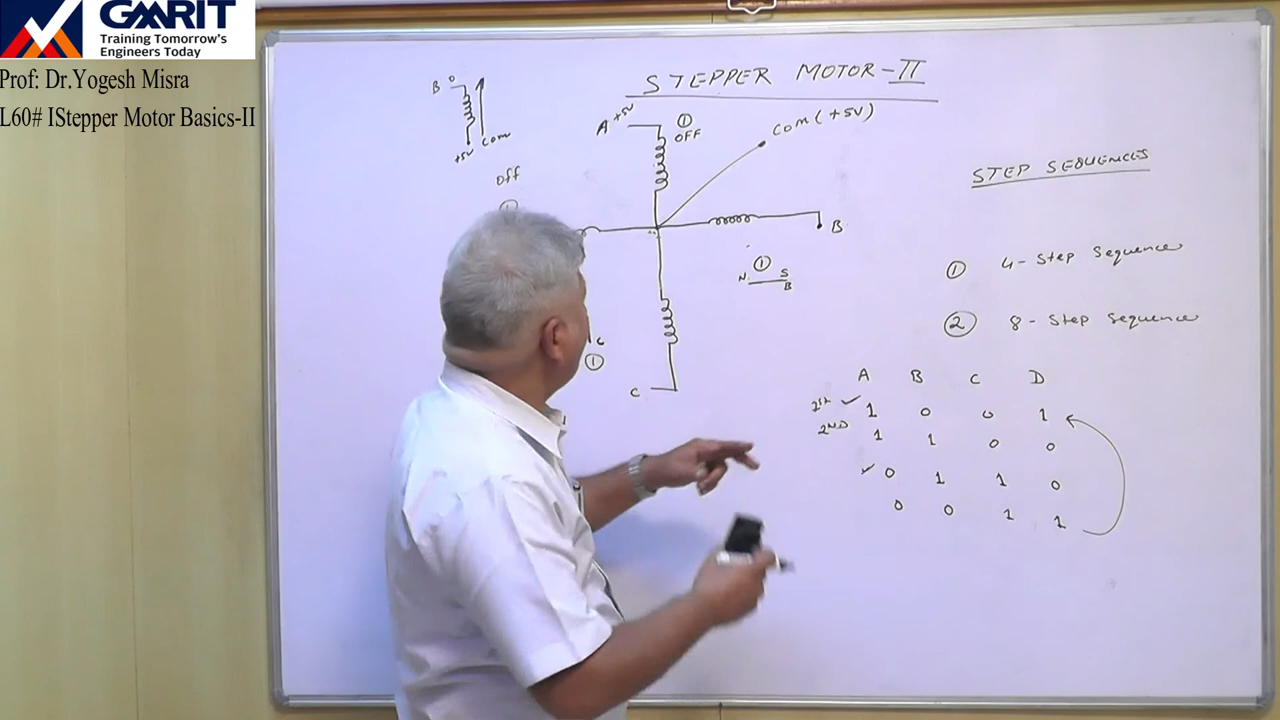 GMRIT
Training Tomorrow's
Engineers Today
Prof: Dr.Yogesh Misra
L60# IStepper Motor Basics-II
STEPPER MOTOR-II
B 0
+5V com
A +5V ① OFF
COM (+5V)
Off
①
B
①
N S
B
C
①
C
STEP SEQUENCES
① 4-Step Sequence
② 8-Step Sequence
A B C D
1ST ✓ 1 0 0 1
2ND 1 1 0 0
✓ 0 1 1 0
0 0 1 1